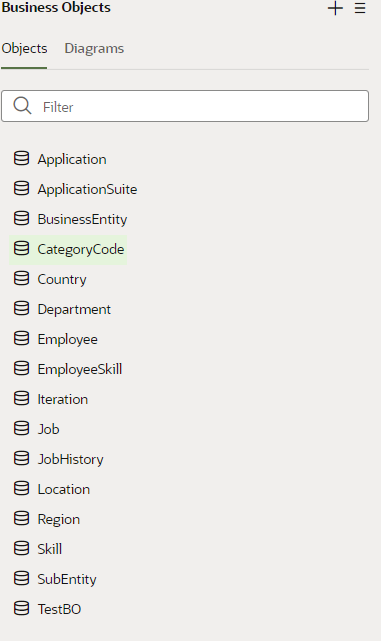 Business Objects
Objects Diagrams
Filter
Application
ApplicationSuite
BusinessEntity
CategoryCode
Country
Department
Employee
EmployeeSkill
Iteration
Job
JobHistory
Location
Region
Skill
SubEntity
TestBO